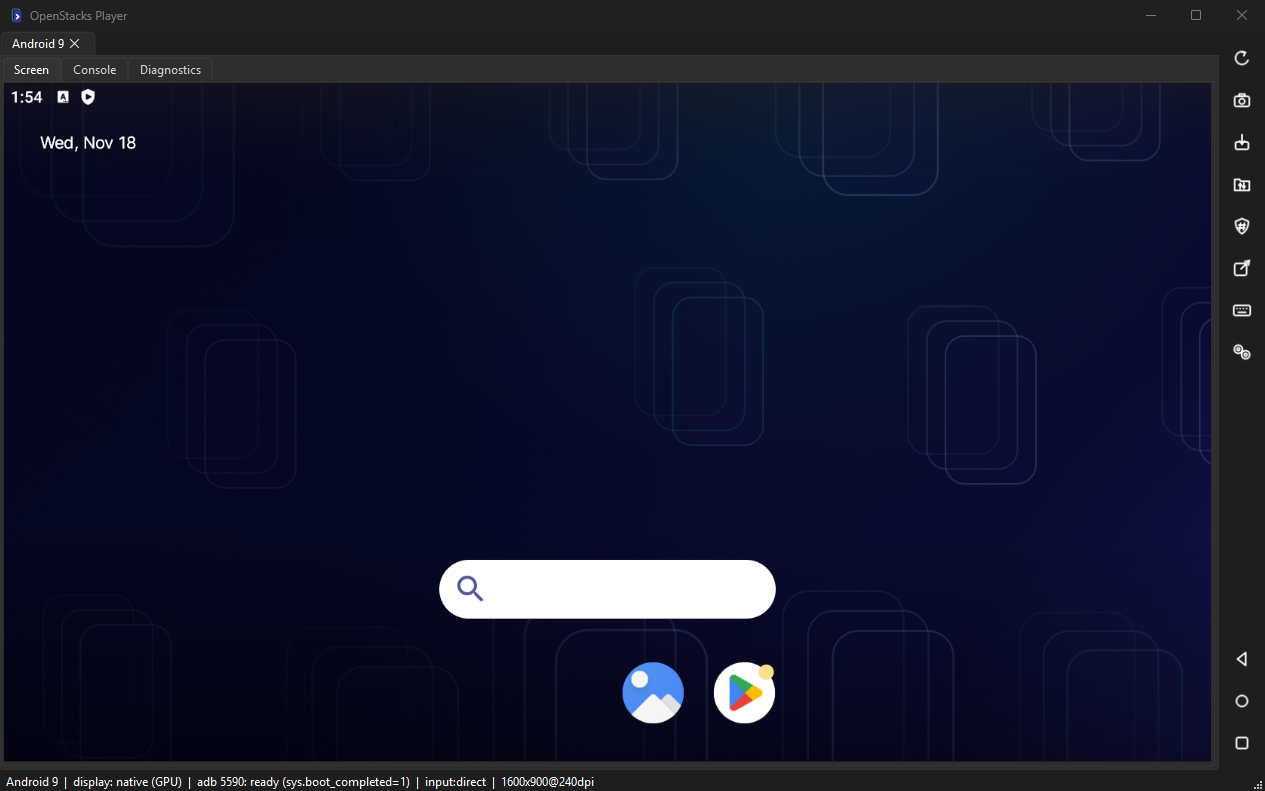 OpenStacks Player
Android 9
Screen Console Diagnostics
1:54
Wed, Nov 18
Android 9 | display: native (GPU) | adb 5590: ready (sys.boot_completed=1) | input:direct | 1600x900@240dpi